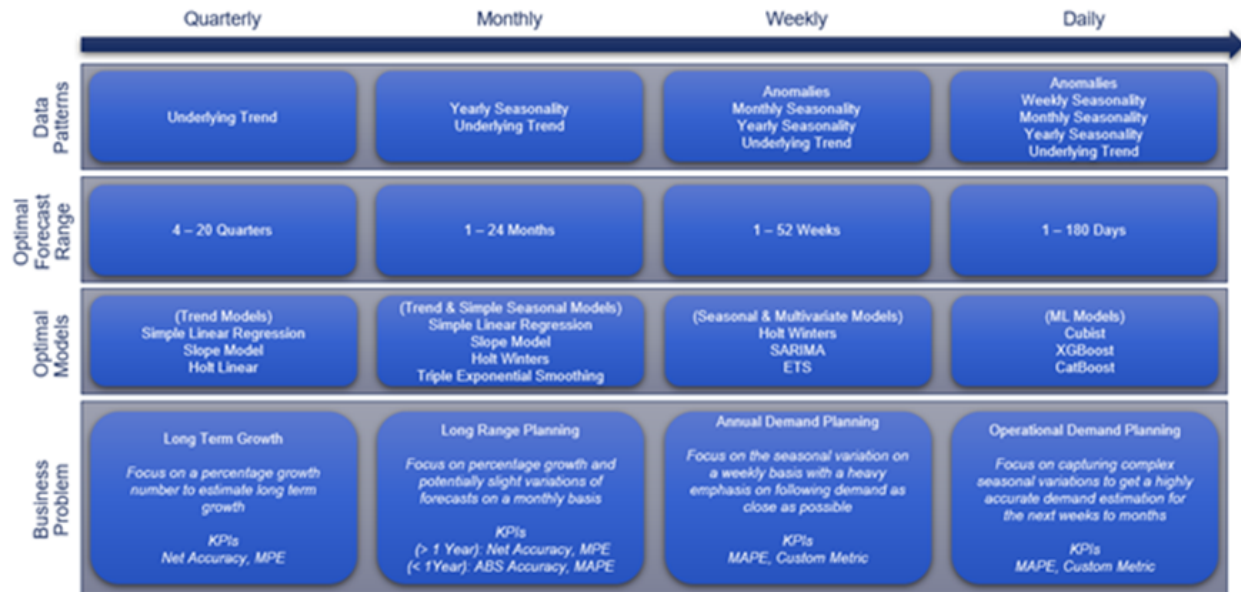 Quarterly
Monthly
Weekly
Daily
Data
Patterns
Underlying Trend
Yearly Seasonality
Underlying Trend
Anomalies
Monthly Seasonality
Yearly Seasonality
Underlying Trend
Anomalies
Weekly Seasonality
Monthly Seasonality
Yearly Seasonality
Underlying Trend
Optimal
Forecast
Range
4 – 20 Quarters
1 – 24 Months
1 – 52 Weeks
1 – 180 Days
Optimal
Models
(Trend Models)
Simple Linear Regression
Slope Model
Holt Linear
(Trend & Simple Seasonal Models)
Simple Linear Regression
Slope Model
Holt Winters
Triple Exponential Smoothing
(Seasonal & Multivariate Models)
Holt Winters
SARIMA
ETS
(ML Models)
Cubist
XGBoost
CatBoost
Business
Problem
Long Term Growth
Focus on a percentage growth
number to estimate long term
growth
KPIs
Net Accuracy, MPE
Long Range Planning
Focus on percentage growth and
potentially slight variations of
forecasts on a monthly basis
KPIs
(> 1 Year): Net Accuracy, MPE
(< 1Year): ABS Accuracy, MAPE
Annual Demand Planning
Focus on the seasonal variation on
a weekly basis with a heavy
emphasis on following demand as
close as possible
KPIs
MAPE, Custom Metric
Operational Demand Planning
Focus on capturing complex
seasonal variations to get a highly
accurate demand estimation for
the next weeks to months
KPIs
MAPE, Custom Metric